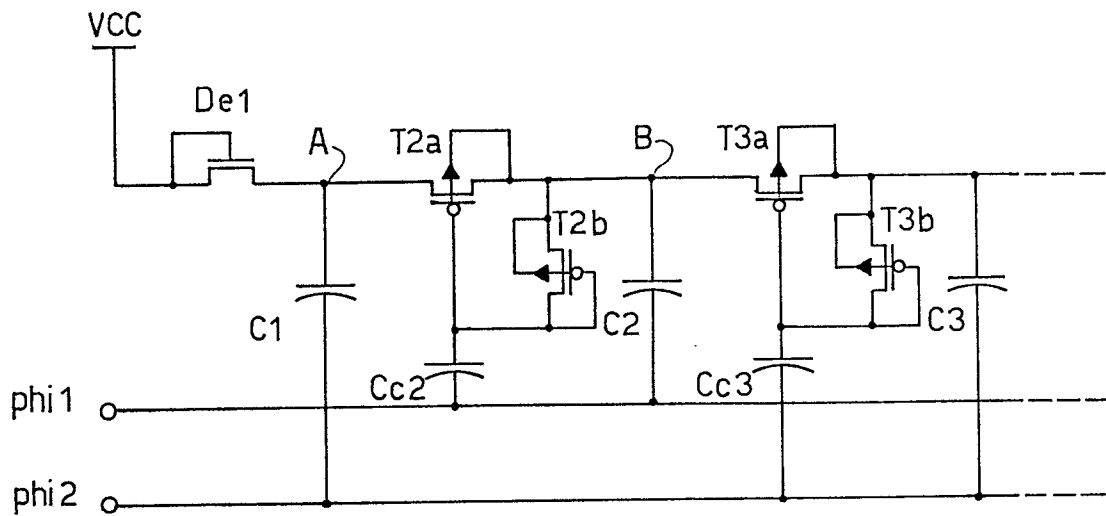 VCC
De1
A
T2a
B
T3a
T2b
T3b
C1
C2
C3
Cc2
Cc3
phi1
phi2